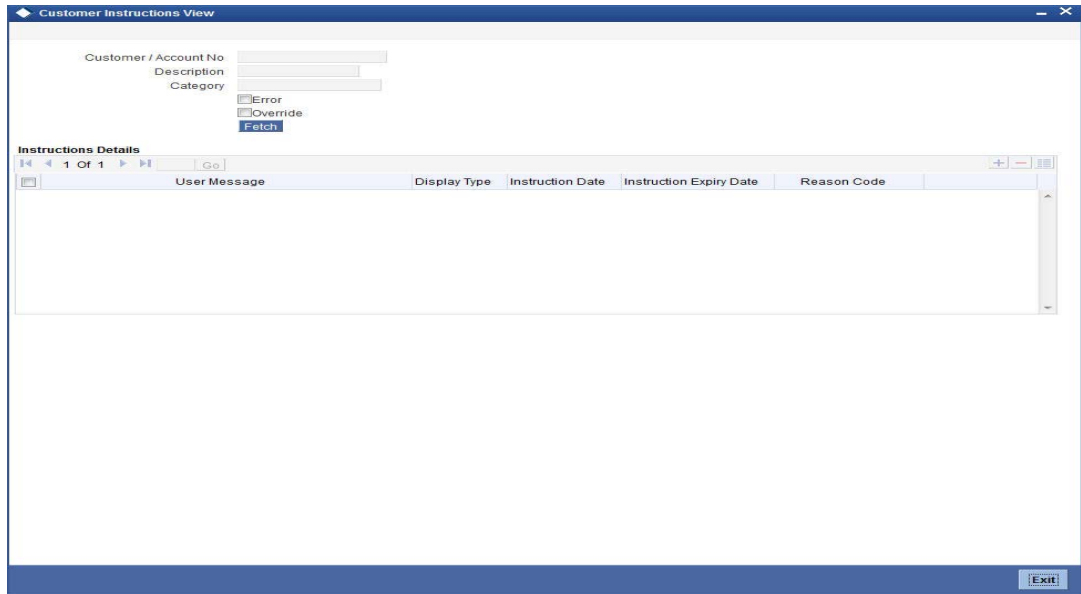 Customer Instructions View
Customer / Account No
Description
Category
Error
Override
Fetch
Instructions Details
1 Of 1 Go
User Message Display Type Instruction Date Instruction Expiry Date Reason Code
Exit